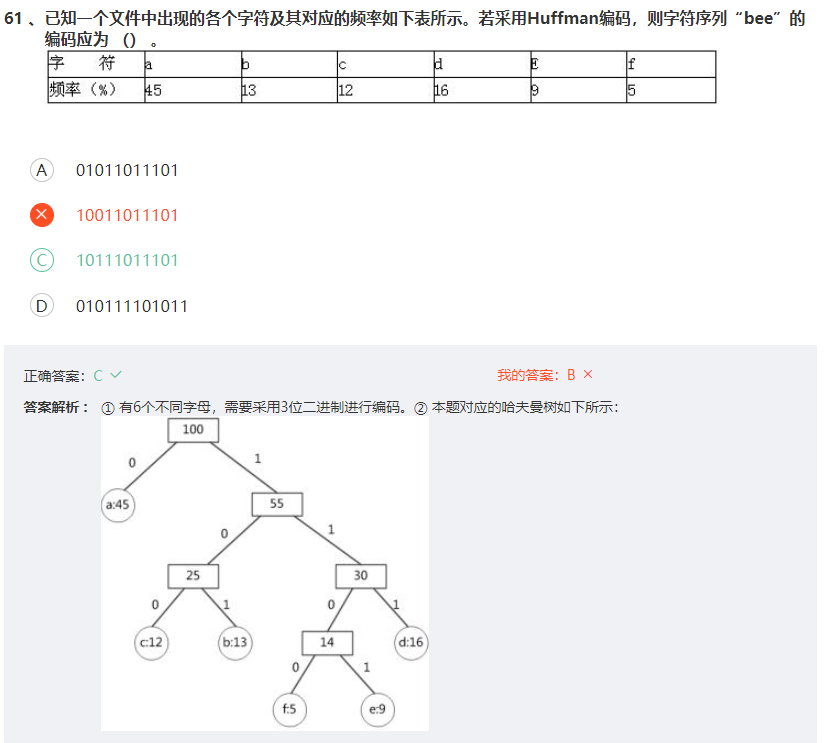 61 、已知一个文件中出现的各个字符及其对应的频率如下表所示。若采用Huffman编码，则字符序列“bee”的
编码应为 （） 。
字 符 a b c d E f
频率（%） 45 13 12 16 9 5
A 01011011101
10011011101
C 10111011101
D 010111101011
正确答案： C 我的答案： B
答案解析： ① 有6个不同字母，需要采用3位二进制进行编码。② 本题对应的哈夫曼树如下所示：
100
0 1
a:45 55
0 1
25 30
0 1 0 1
c:12 b:13 14 d:16
0 1
f:5 e:9